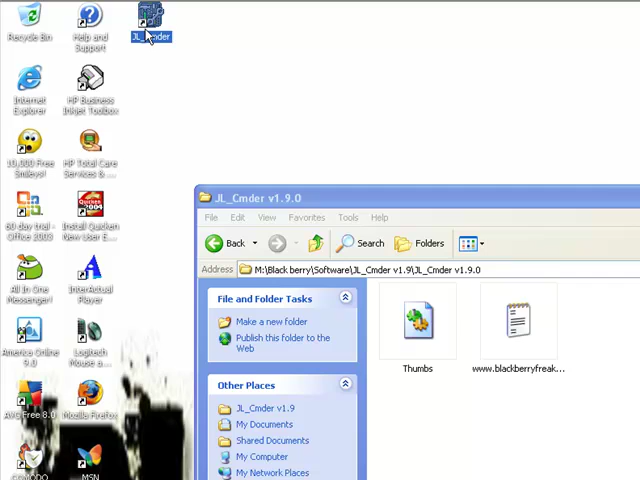 Recycle Bin
Help and
Support
JL_Cmder
Internet
Explorer
HP Business
Inkjet Toolbox
10,000 Free
Smileys!
HP Total Care
Services & ...
60 day trial -
Office 2003
Install Quicken
New User E...
All In One
Messenger!
InterActual
Player
America Online
9.0
Logitech
Mouse a...
AVG Free 8.0
Mozilla Firefox
COMODO
MSN
JL_Cmder v1.9.0
File Edit View Favorites Tools Help
Back Search Folders
Address M:\Black berry\Software\JL_Cmder v1.9\JL_Cmder v1.9.0
File and Folder Tasks
Make a new folder
Publish this folder to the
Web
Other Places
JL_Cmder v1.9
My Documents
Shared Documents
My Computer
My Network Places
Thumbs
www.blackberryfreak...